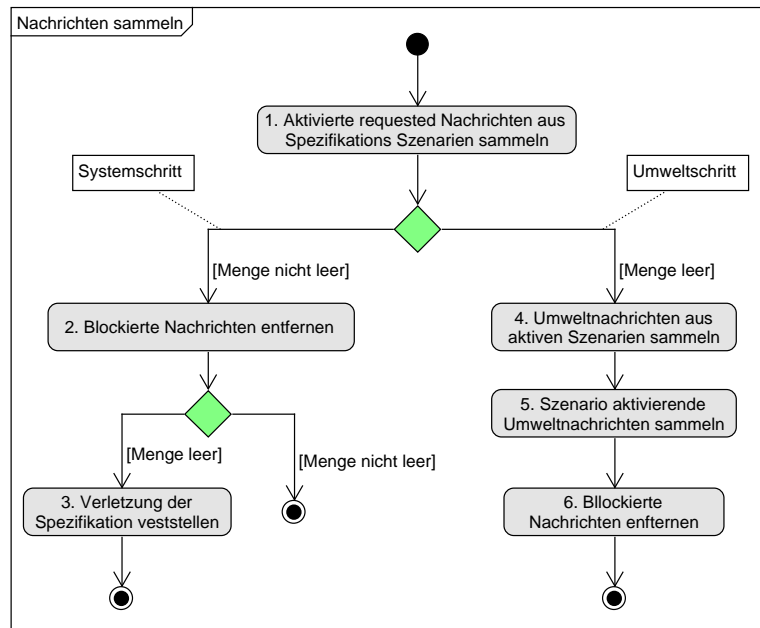 Nachrichten sammeln
1. Aktivierte requested Nachrichten aus
Spezifikations Szenarien sammeln
Systemschritt
Umweltschritt
[Menge nicht leer]
[Menge leer]
2. Blockierte Nachrichten entfernen
4. Umweltnachrichten aus
aktiven Szenarien sammeln
5. Szenario aktivierende
Umweltnachrichten sammeln
[Menge leer]
[Menge nicht leer]
3. Verletzung der
Spezifikation veststellen
6. Bllockierte
Nachrichten enfternen